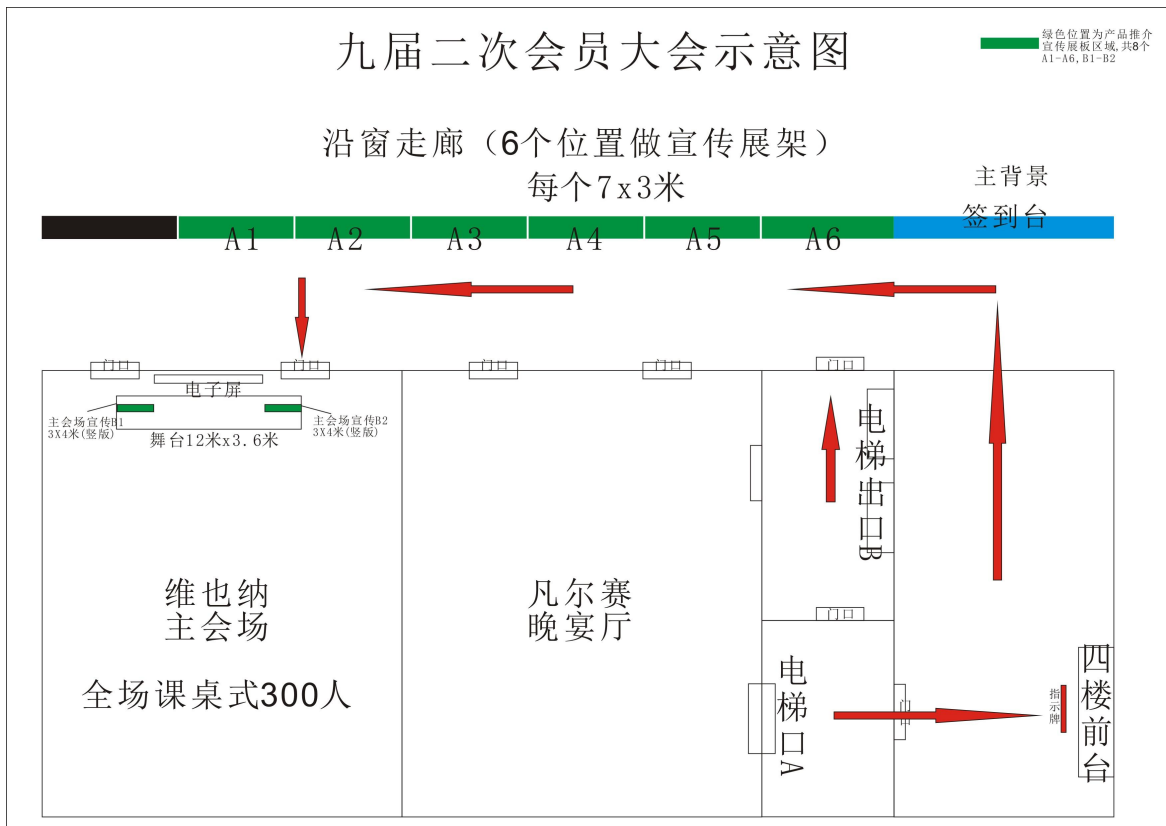 九届二次会员大会示意图
绿色位置为产品推介
宣传展板区域,共8个
A1-A6,B1-B2
沿窗走廊（6个位置做宣传展架）
每个7x3米
主背景
签到台
A1
A2
A3
A4
A5
A6
门口
门口
门口
门口
门口
电子屏
主会场宣传B1
3X4米(竖版)
主会场宣传B2
3X4米(竖版)
舞台12米x3.6米
电梯出口B
维也纳
主会场
全场课桌式300人
凡尔赛
晚宴厅
门口
电梯口A
门口
指示牌
四楼前台